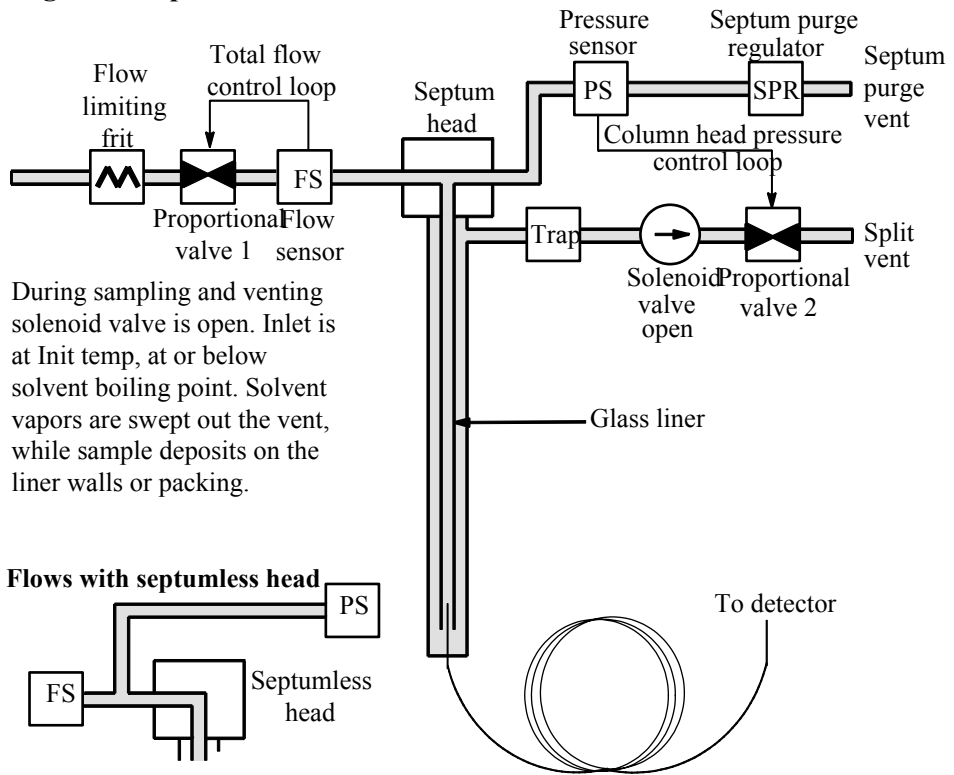 Pressure
sensor
Septum purge
regulator
Septum
purge
vent
Total flow
control loop
Flow
limiting
frit
Septum
head
PS
SPR
Column head pressure
control loop
FS
Proportional
valve 1
Flow
sensor
Trap
Split
vent
Solenoid
valve
open
Proportional
valve 2
During sampling and venting
solenoid valve is open. Inlet is
at Init temp, at or below
solvent boiling point. Solvent
vapors are swept out the vent,
while sample deposits on the
liner walls or packing.
Glass liner
Flows with septumless head
PS
To detector
FS
Septumless
head